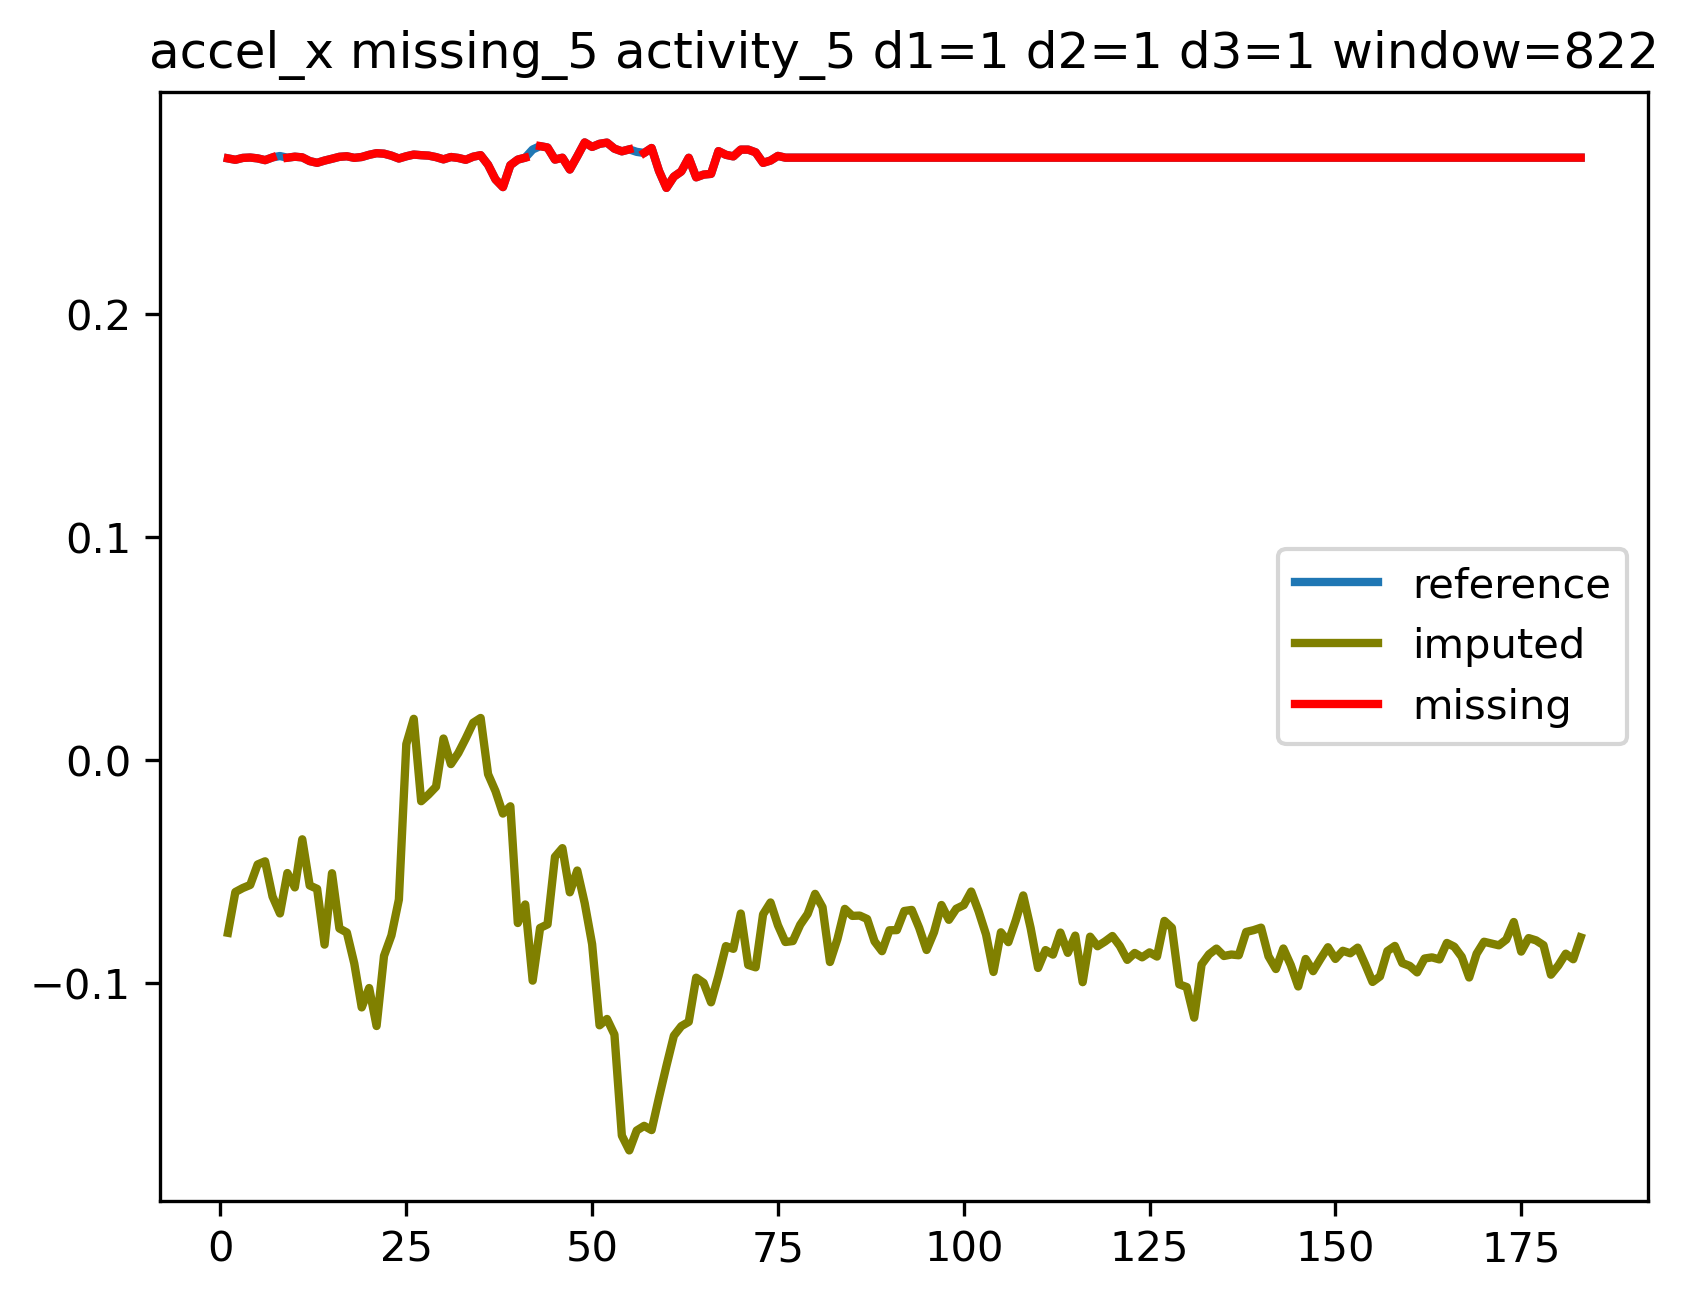 accel_x missing_5 activity_5 d1=1 d2=1 d3=1 window=822
0.2
0.1
0.0
−0.1
reference
imputed
missing
0 25 50 75 100 125 150 175